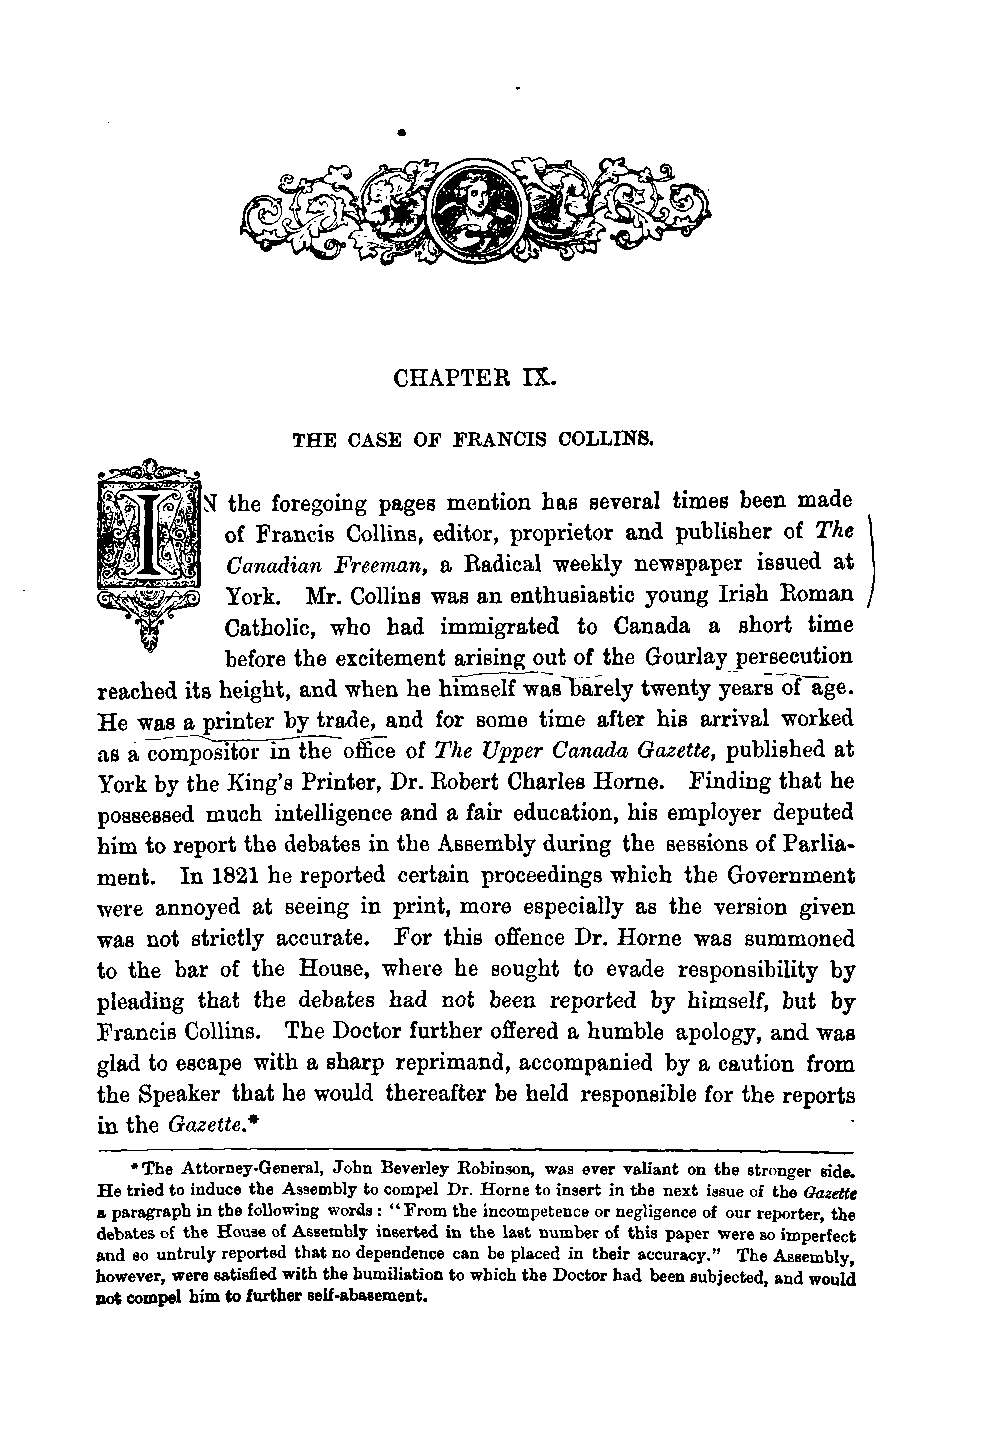 CHAPTER IX.
THE CASE OF FRANCIS COLLINS.
IN the foregoing pages mention has several times been made
of Francis Collins, editor, proprietor and publisher of The
Canadian Freeman, a Radical weekly newspaper issued at
York. Mr. Collins was an enthusiastic young Irish Roman
Catholic, who had immigrated to Canada a short time
before the excitement arising out of the Gourlay persecution
reached its height, and when he himself was barely twenty years of age.
He was a printer by trade, and for some time after his arrival worked
as a compositor in the office of The Upper Canada Gazette, published at
York by the King's Printer, Dr. Robert Charles Horne. Finding that he
possessed much intelligence and a fair education, his employer deputed
him to report the debates in the Assembly during the sessions of Parlia-
ment. In 1821 he reported certain proceedings which the Government
were annoyed at seeing in print, more especially as the version given
was not strictly accurate. For this offence Dr. Horne was summoned
to the bar of the House, where he sought to evade responsibility by
pleading that the debates had not been reported by himself, but by
Francis Collins. The Doctor further offered a humble apology, and was
glad to escape with a sharp reprimand, accompanied by a caution from
the Speaker that he would thereafter be held responsible for the reports
in the Gazette.*
* The Attorney-General, John Beverley Robinson, was ever valiant on the stronger side.
He tried to induce the Assembly to compel Dr. Horne to insert in the next issue of the Gazette
a paragraph in the following words: "From the incompetence or negligence of our reporter, the
debates of the House of Assembly inserted in the last number of this paper were so imperfect
and so untruly reported that no dependence can be placed in their accuracy." The Assembly,
however, were satisfied with the humiliation to which the Doctor had been subjected, and would
not compel him to further self-abasement.